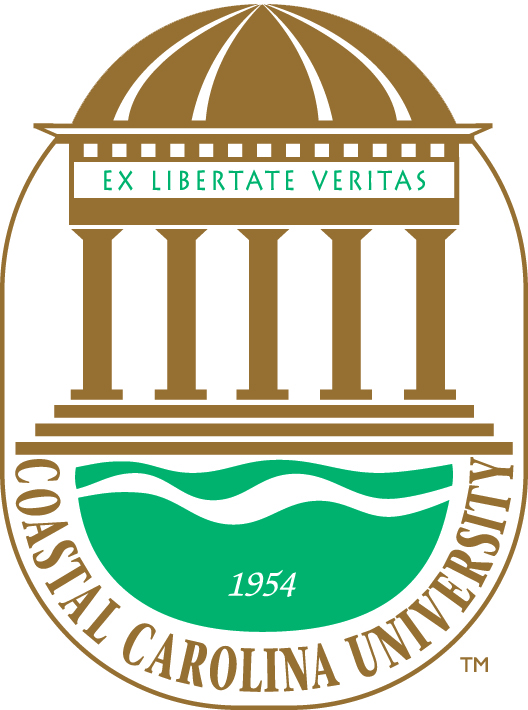 EX LIBERTATE VERITAS
1954
COASTAL CAROLINA UNIVERSITY
TM